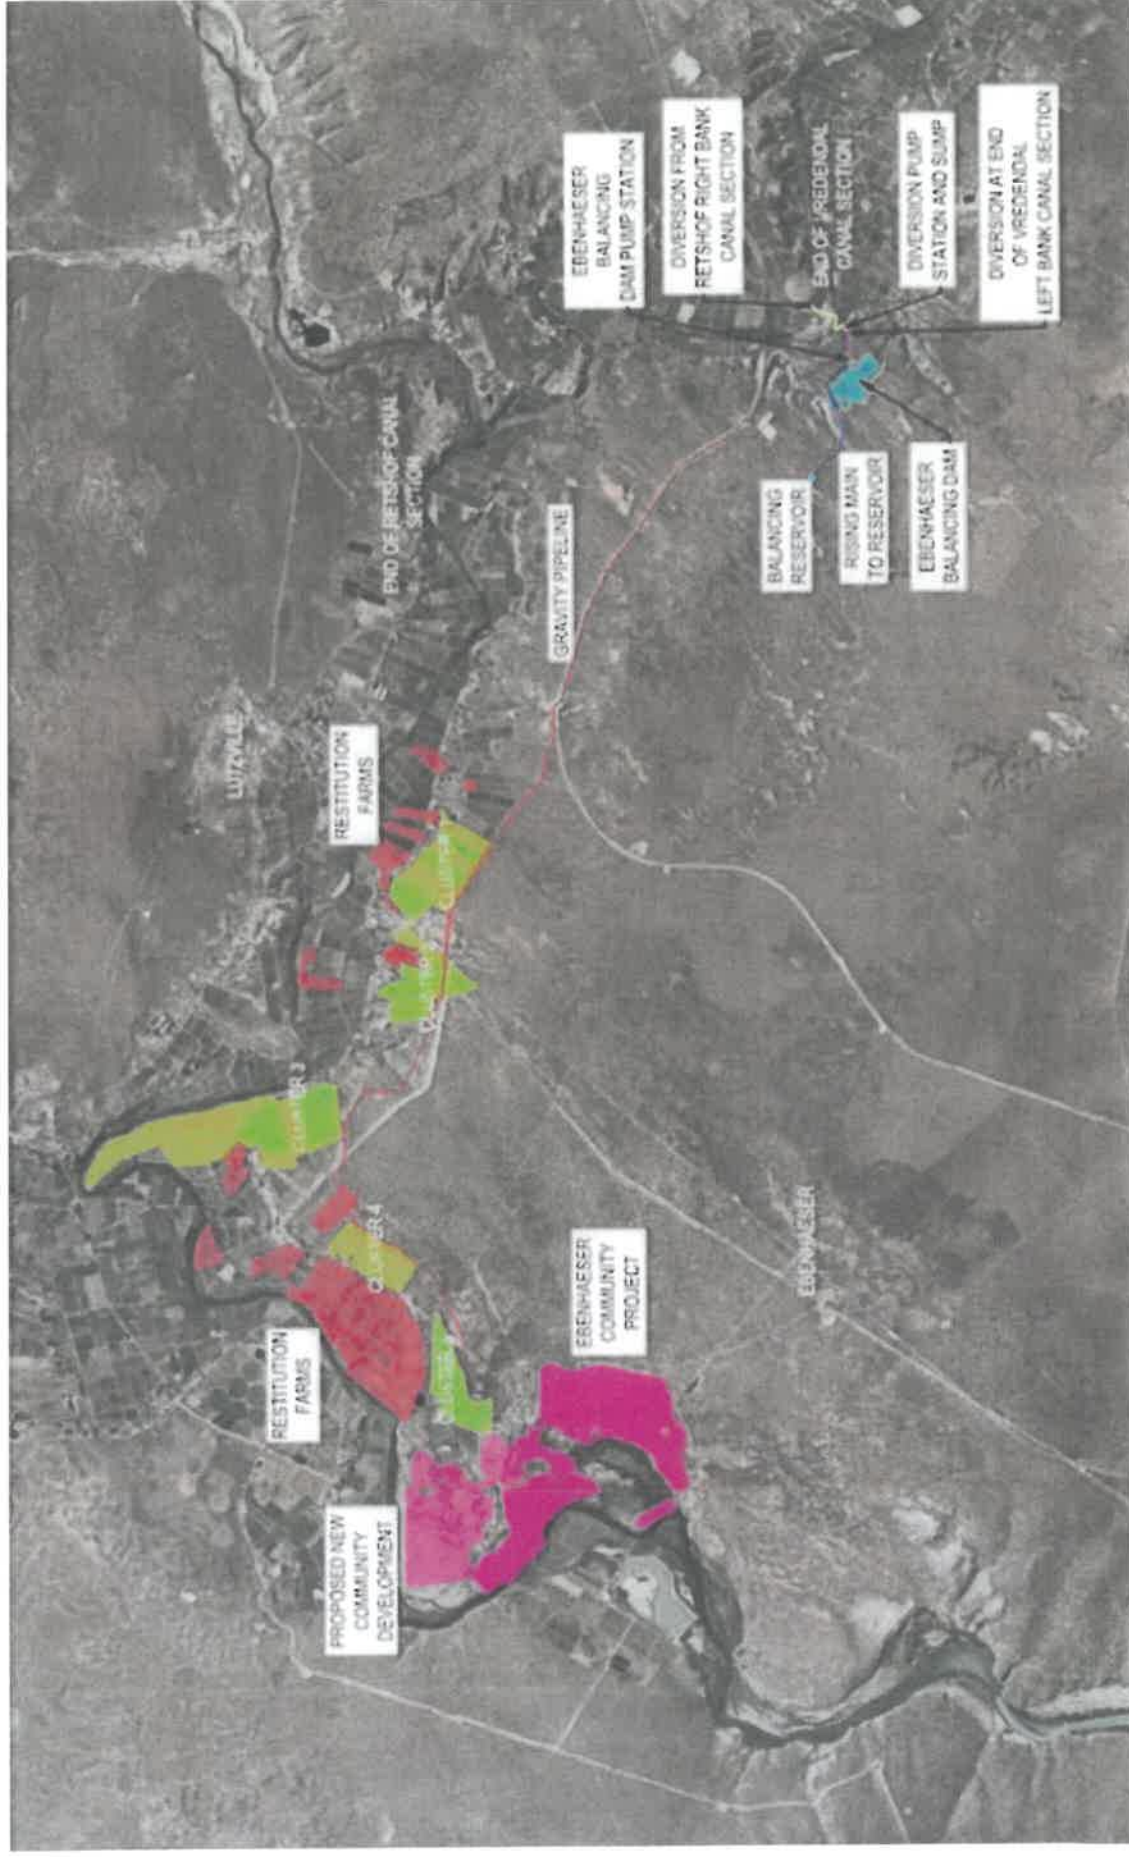 EBENHAESER
BALANCING
DAM PUMP STATION
DIVERSION FROM
RETSHOF RIGHT BANK
CANAL SECTION
END OF VREDENDAL
CANAL SECTION
DIVERSION PUMP
STATION AND SUMP
DIVERSION AT END
OF VREDENDAL
LEFT BANK CANAL SECTION
END OF RETSHOF CANAL
SECTION
GRAVITY PIPELINE
BALANCING
RESERVOIR
RISING MAIN
TO RESERVOIR
EBENHAESER
BALANCING DAM
LUTZVILLE
RESTITUTION
FARMS
CLUSTER 3
CLUSTER 4
EBENHAESER
EBENHAESER
COMMUNITY
PROJECT
RESTITUTION
FARMS
PROPOSED NEW
COMMUNITY
DEVELOPMENT